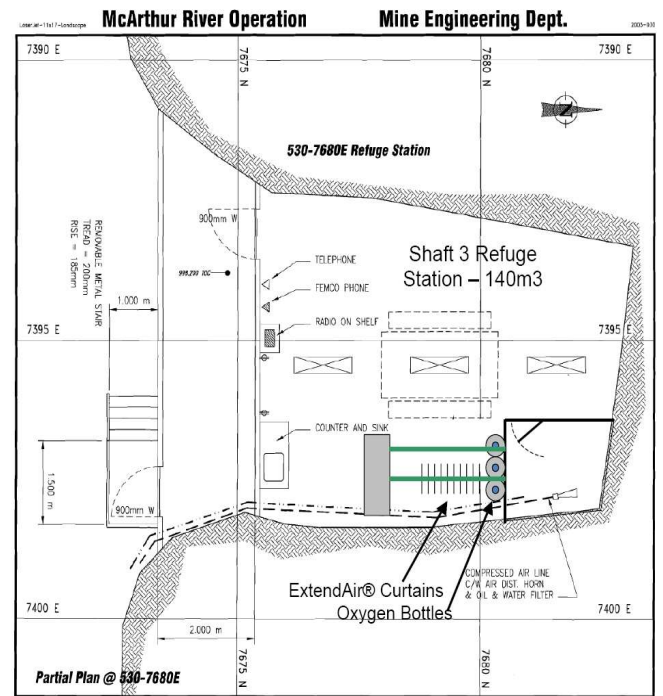 LaserJet-11x17-Landscape
McArthur River Operation
Mine Engineering Dept.
7390 E
7675 N
7680 N
7390 E
N
530-7680E Refuge Station
900mm W
REMOVABLE METAL STAIR
TREAD = 200mm
RISE = 185mm
TELEPHONE
Shaft 3 Refuge
Station – 140m3
FEMCO PHONE
1.000 m
RADIO ON SHELF
7395 E
7395 E
COUNTER AND SINK
1.500 m
900mm W
COMPRESSED AIR LINE
C/W AIR DIST. HORN
& OIL & WATER FILTER
ExtendAir® Curtains
Oxygen Bottles
7400 E
7400 E
2.000 m
7675 N
7680 N
Partial Plan @ 530-7680E